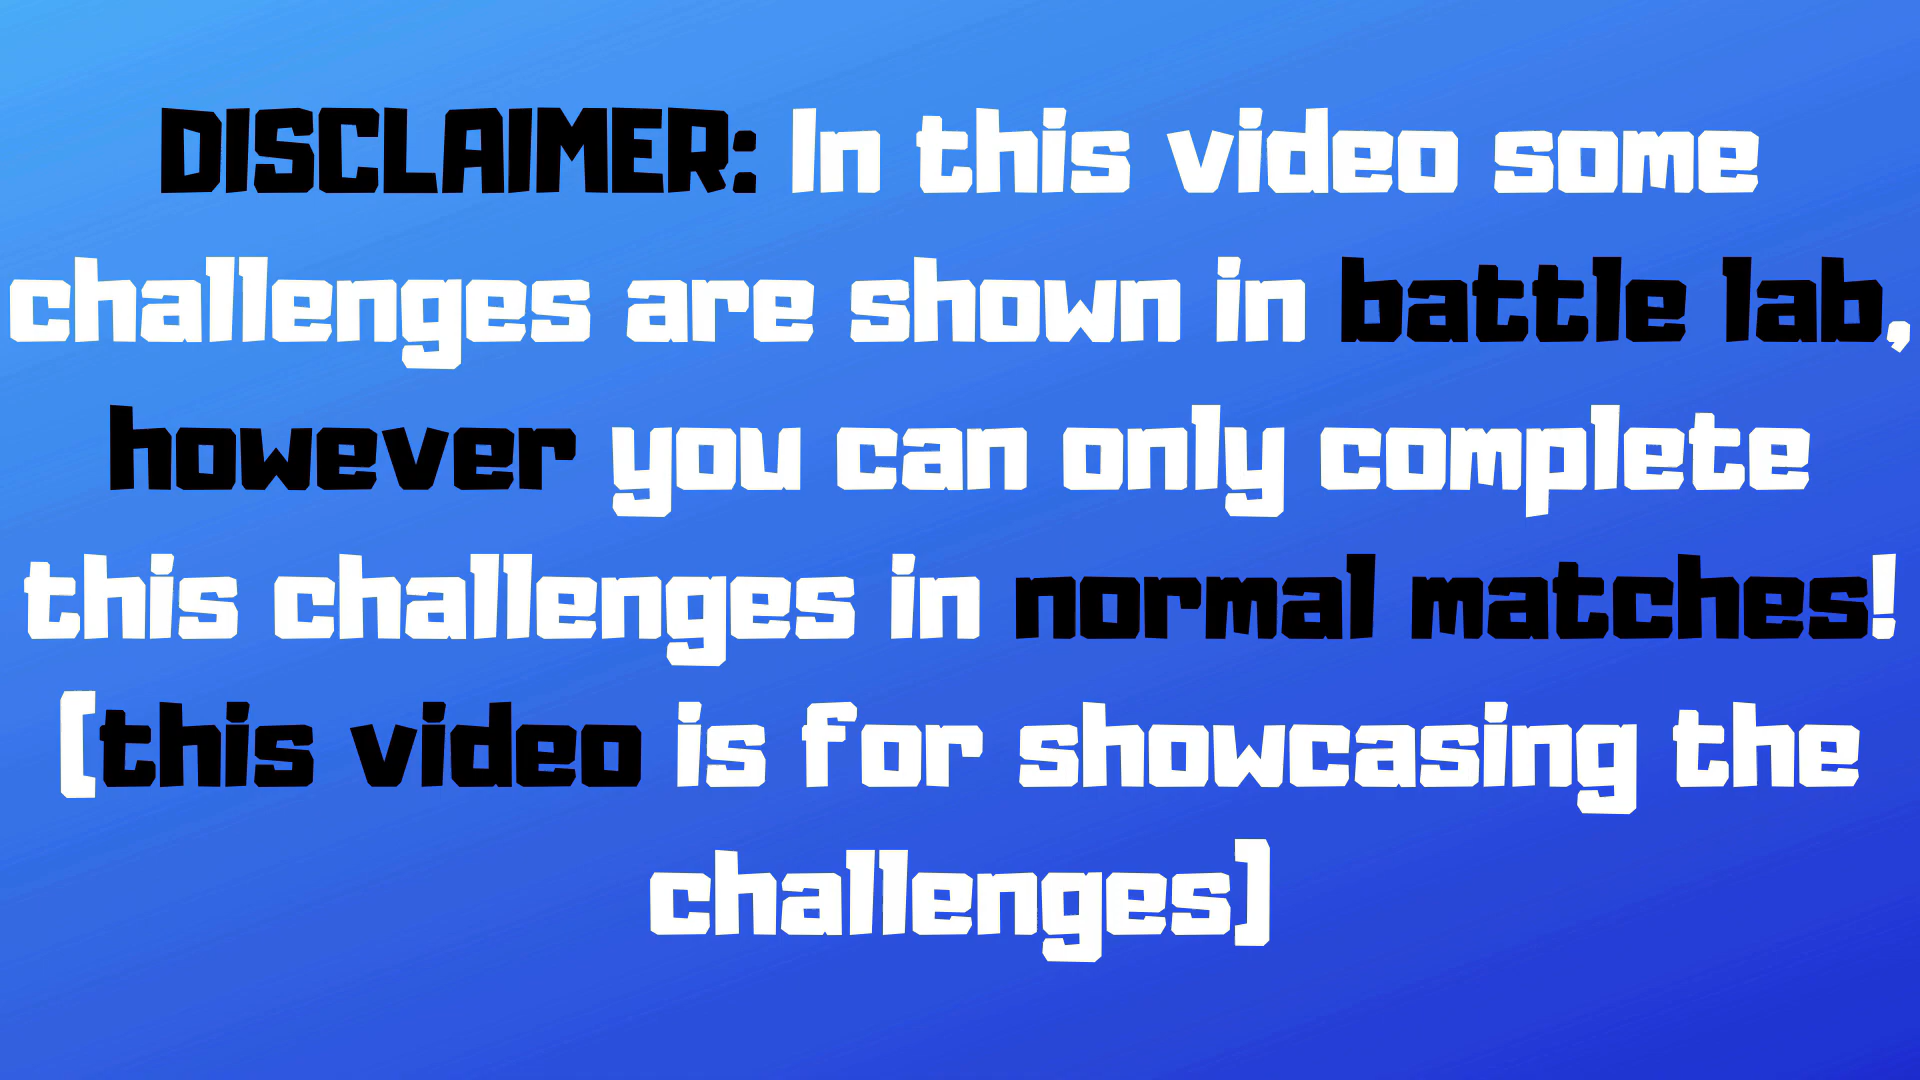 DISCLAIMER: In this video some
challenges are shown in battle lab,
however you can only complete
this challenges in normal matches!
(this video is for showcasing the
challenges)